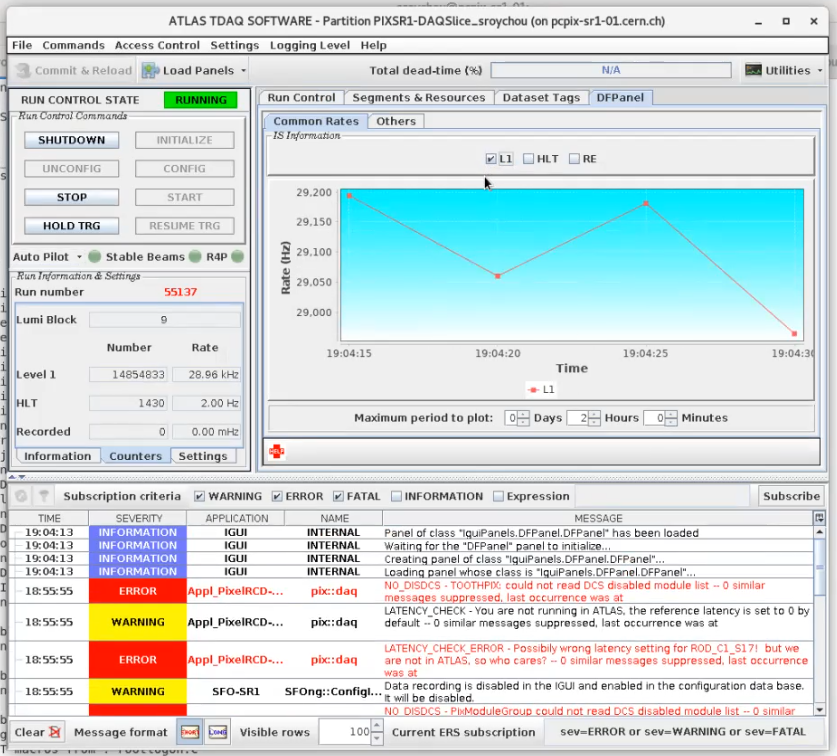 ATLAS TDAQ SOFTWARE - Partition PIXSR1-DAQSlice_sroychou (on pcpix-sr1-01.cern.ch)
File Commands Access Control Settings Logging Level Help
Commit & Reload Load Panels Total dead-time (%) N/A Utilities
RUN CONTROL STATE RUNNING
Run Control Commands
SHUTDOWN INITIALIZE
UNCONFIG CONFIG
STOP START
HOLD TRG RESUME TRG
Auto Pilot Stable Beams R4P
Run Information & Settings
Run number 55137
Lumi Block 9
Number Rate
Level 1 14854833 28.96 kHz
HLT 1430 2.00 Hz
Recorded 0 0.00 mHz
Information Counters Settings
Run Control Segments & Resources Dataset Tags DFPanel
Common Rates Others
IS Information
L1 HLT RE
29.200
29.150
29.100
29.050
29.000
Rate (Hz)
19:04:15 19:04:20 19:04:25 19:04:30
Time
L1
Maximum period to plot: 0 Days 2 Hours 0 Minutes
HELP
Subscription criteria WARNING ERROR FATAL INFORMATION Expression Subscribe
TIME SEVERITY APPLICATION NAME MESSAGE
19:04:13 INFORMATION IGUI INTERNAL Panel of class "IguiPanels.DFPanel.DFPanel" has been loaded
19:04:13 INFORMATION IGUI INTERNAL Waiting for the "DFPanel" panel to initialize...
19:04:13 INFORMATION IGUI INTERNAL Creating panel of class "IguiPanels.DFPanel.DFPanel"...
19:04:13 INFORMATION IGUI INTERNAL Loading panel whose class is "IguiPanels.DFPanel.DFPanel"...
18:55:55 ERROR Appl_PixelRCD-... pix::daq NO_DISDCS - TOOTHPIX: could not read DCS disabled module list -- 0 similar
messages suppressed, last occurrence was at
18:55:55 WARNING Appl_PixelRCD-... pix::daq LATENCY_CHECK - You are not running in ATLAS, the reference latency is set to 0 by
default -- 0 similar messages suppressed, last occurrence was at
18:55:55 ERROR Appl_PixelRCD-... pix::daq LATENCY_CHECK_ERROR - Possibily wrong latency setting for ROD_C1_S17! but we
are not in ATLAS, so who cares? -- 0 similar messages suppressed, last occurrence
was at
18:55:55 WARNING SFO-SR1 SFOng::ConfigI... Data recording is disabled in the IGUI and enabled in the configuration data base.
It will be disabled.
NO_DISDCS - PixModuleGroup could not read DCS disabled module list -- 0 similar
Clear Message format SHORT LONG Visible rows 100 Current ERS subscription sev=ERROR or sev=WARNING or sev=FATAL